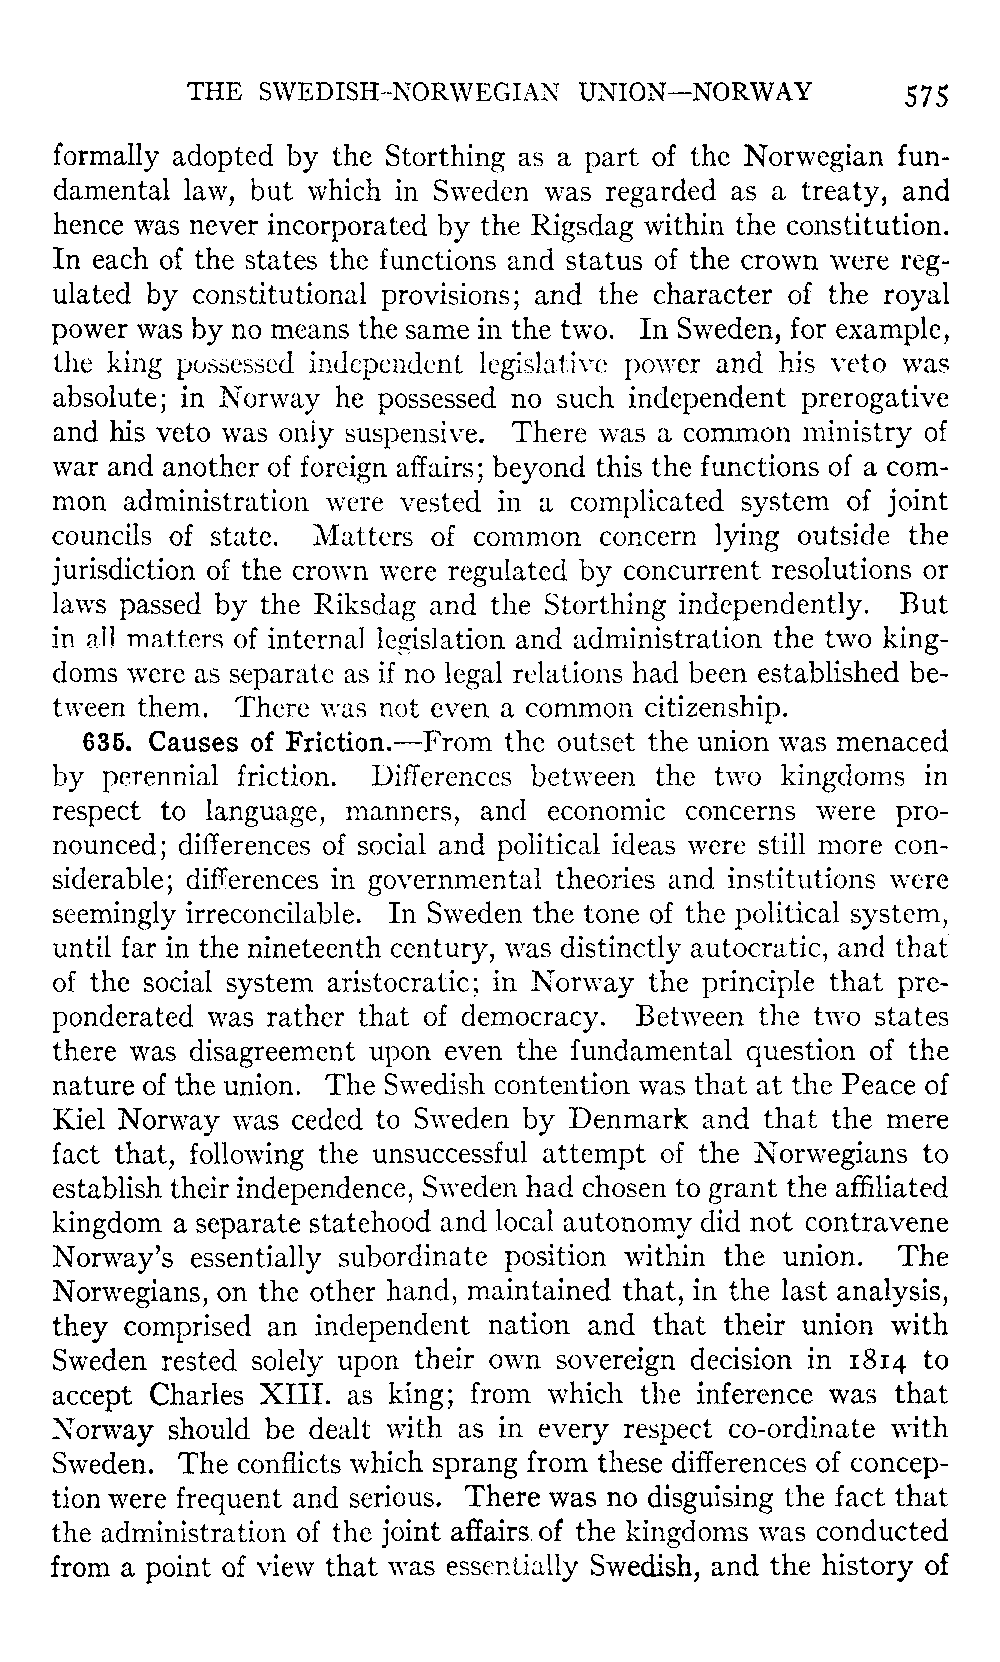 THE SWEDISH-NORWEGIAN UNION—NORWAY 575
formally adopted by the Storthing as a part of the Norwegian fun-
damental law, but which in Sweden was regarded as a treaty, and
hence was never incorporated by the Rigsdag within the constitution.
In each of the states the functions and status of the crown were reg-
ulated by constitutional provisions; and the character of the royal
power was by no means the same in the two. In Sweden, for example,
the king possessed independent legislative power and his veto was
absolute; in Norway he possessed no such independent prerogative
and his veto was only suspensive. There was a common ministry of
war and another of foreign affairs; beyond this the functions of a com-
mon administration were vested in a complicated system of joint
councils of state. Matters of common concern lying outside the
jurisdiction of the crown were regulated by concurrent resolutions or
laws passed by the Riksdag and the Storthing independently. But
in all matters of internal legislation and administration the two king-
doms were as separate as if no legal relations had been established be-
tween them. There was not even a common citizenship.
635. Causes of Friction.—From the outset the union was menaced
by perennial friction. Differences between the two kingdoms in
respect to language, manners, and economic concerns were pro-
nounced; differences of social and political ideas were still more con-
siderable; differences in governmental theories and institutions were
seemingly irreconcilable. In Sweden the tone of the political system,
until far in the nineteenth century, was distinctly autocratic, and that
of the social system aristocratic; in Norway the principle that pre-
ponderated was rather that of democracy. Between the two states
there was disagreement upon even the fundamental question of the
nature of the union. The Swedish contention was that at the Peace of
Kiel Norway was ceded to Sweden by Denmark and that the mere
fact that, following the unsuccessful attempt of the Norwegians to
establish their independence, Sweden had chosen to grant the affiliated
kingdom a separate statehood and local autonomy did not contravene
Norway's essentially subordinate position within the union. The
Norwegians, on the other hand, maintained that, in the last analysis,
they comprised an independent nation and that their union with
Sweden rested solely upon their own sovereign decision in 1814 to
accept Charles XIII. as king; from which the inference was that
Norway should be dealt with as in every respect co-ordinate with
Sweden. The conflicts which sprang from these differences of concep-
tion were frequent and serious. There was no disguising the fact that
the administration of the joint affairs of the kingdoms was conducted
from a point of view that was essentially Swedish, and the history of